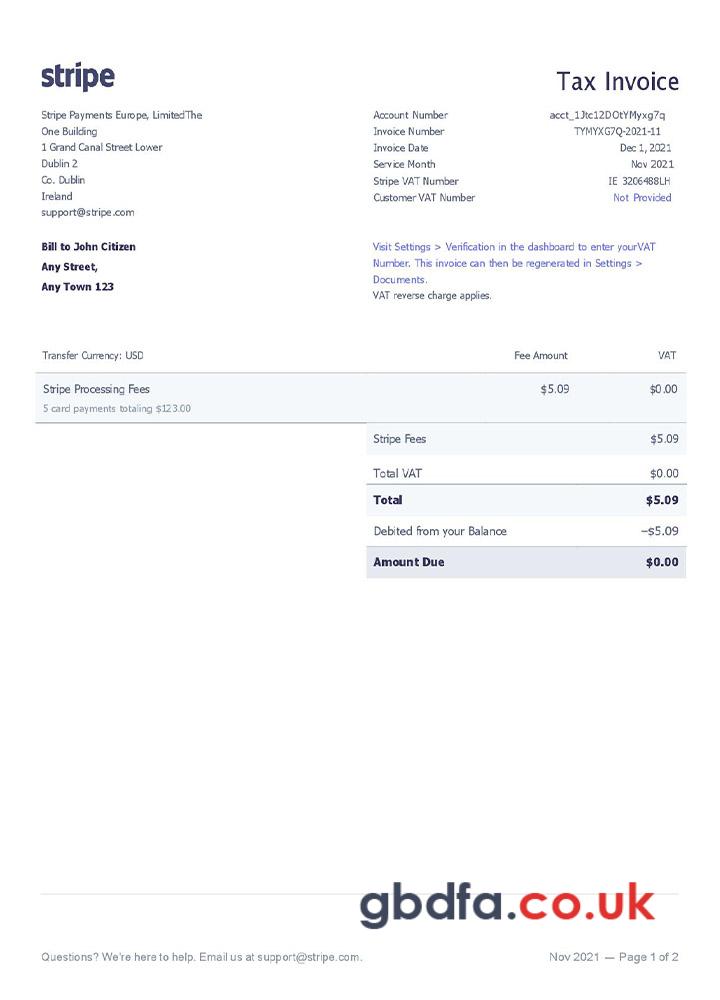 stripe
Tax Invoice
Stripe Payments Europe, LimitedThe
One Building
1 Grand Canal Street Lower
Dublin 2
Co. Dublin
Ireland
support@stripe.com
Account Number acct_1Jtc12DOtYMyxg7q
Invoice Number TYMYXG7Q-2021-11
Invoice Date Dec 1, 2021
Service Month Nov 2021
Stripe VAT Number IE 3206488LH
Customer VAT Number Not Provided
Bill to John Citizen
Any Street,
Any Town 123
Visit Settings > Verification in the dashboard to enter yourVAT
Number. This invoice can then be regenerated in Settings >
Documents.
VAT reverse charge applies.
Transfer Currency: USD Fee Amount VAT
Stripe Processing Fees $5.09 $0.00
5 card payments totaling $123.00
Stripe Fees $5.09
Total VAT $0.00
Total $5.09
Debited from your Balance −$5.09
Amount Due $0.00
gbdfa.co.uk
Questions? We're here to help. Email us at support@stripe.com. Nov 2021 — Page 1 of 2